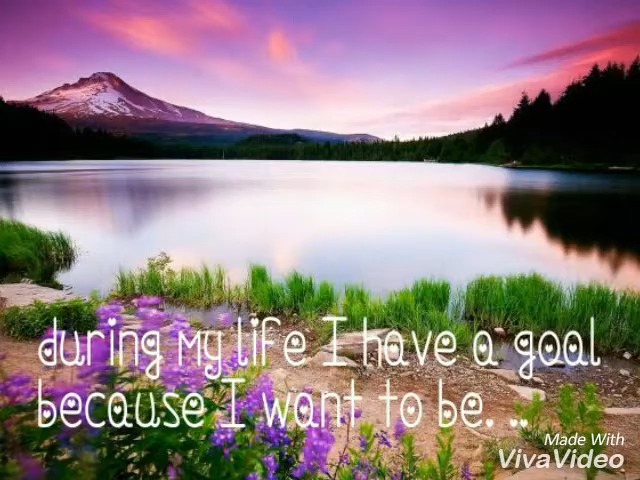 during My life I have a goal
because I want to be. ..
Made With
VivaVideo